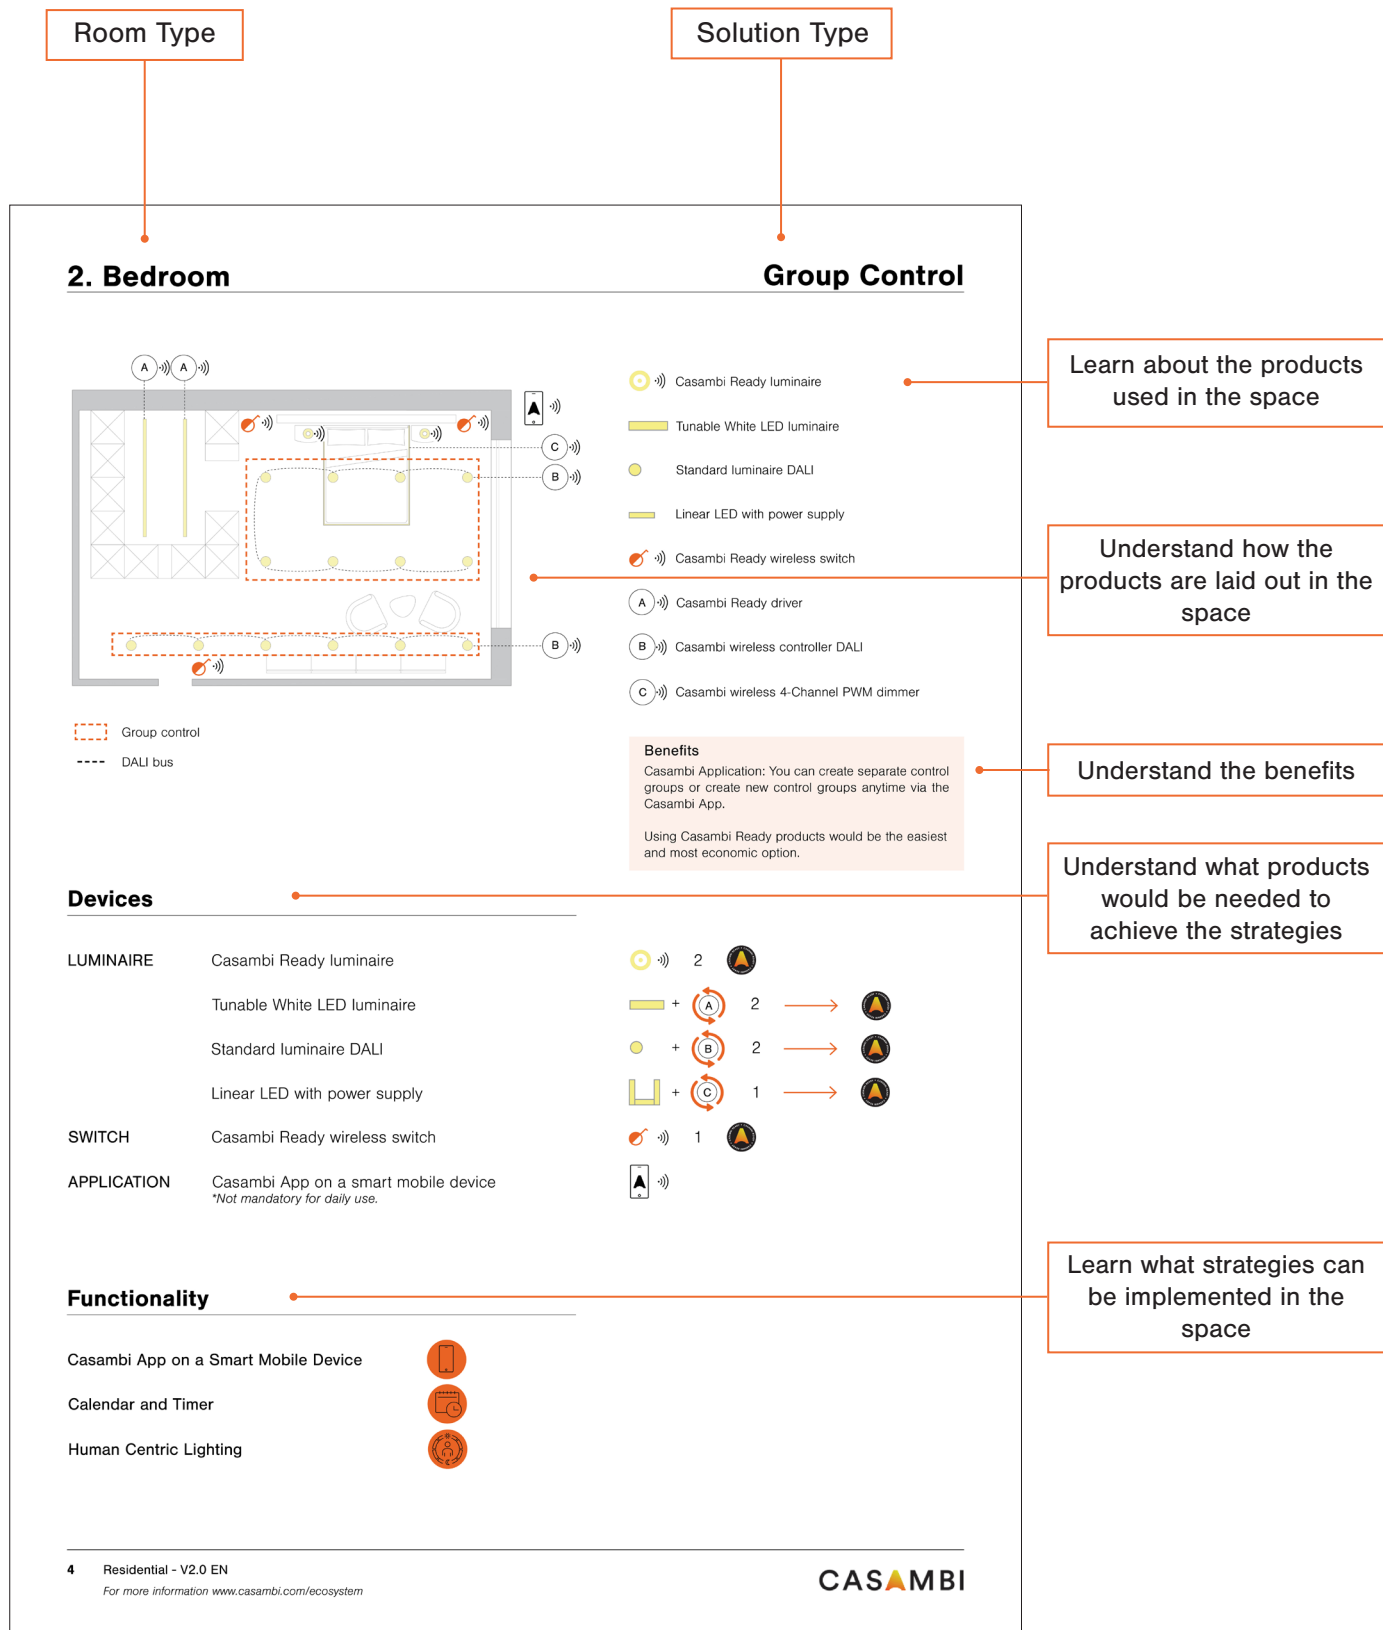 Room Type
Solution Type
2. Bedroom
Group Control
A
A
C
B
B
Group control
DALI bus
Casambi Ready luminaire
Tunable White LED luminaire
Standard luminaire DALI
Linear LED with power supply
Casambi Ready wireless switch
A
Casambi Ready driver
B
Casambi wireless controller DALI
C
Casambi wireless 4-Channel PWM dimmer
Benefits
Casambi Application: You can create separate control
groups or create new control groups anytime via the
Casambi App.
Using Casambi Ready products would be the easiest
and most economic option.
Learn about the products
used in the space
Understand how the
products are laid out in the
space
Understand the benefits
Understand what products
would be needed to
achieve the strategies
Devices
LUMINAIRE Casambi Ready luminaire 2
Tunable White LED luminaire + A 2
Standard luminaire DALI + B 2
Linear LED with power supply + C 1
SWITCH Casambi Ready wireless switch 1
APPLICATION Casambi App on a smart mobile device
*Not mandatory for daily use.
Learn what strategies can
be implemented in the
space
Functionality
Casambi App on a Smart Mobile Device
Calendar and Timer
Human Centric Lighting
4 Residential - V2.0 EN
For more information www.casambi.com/ecosystem
CASAMBI